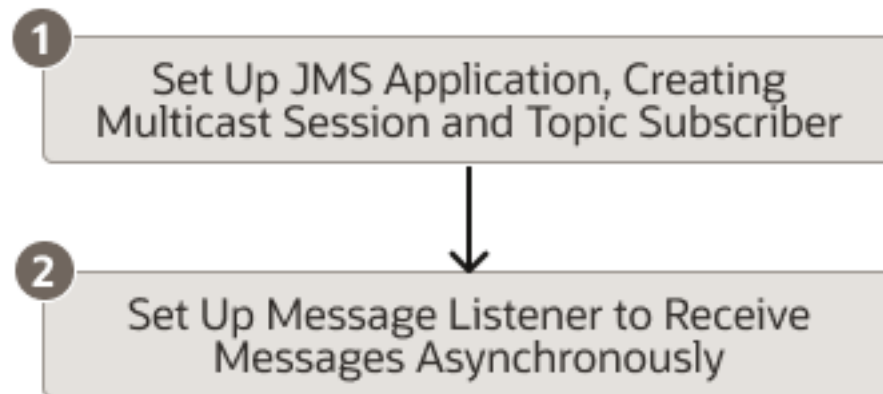 1
Set Up JMS Application, Creating
Multicast Session and Topic Subscriber
2
Set Up Message Listener to Receive
Messages Asynchronously